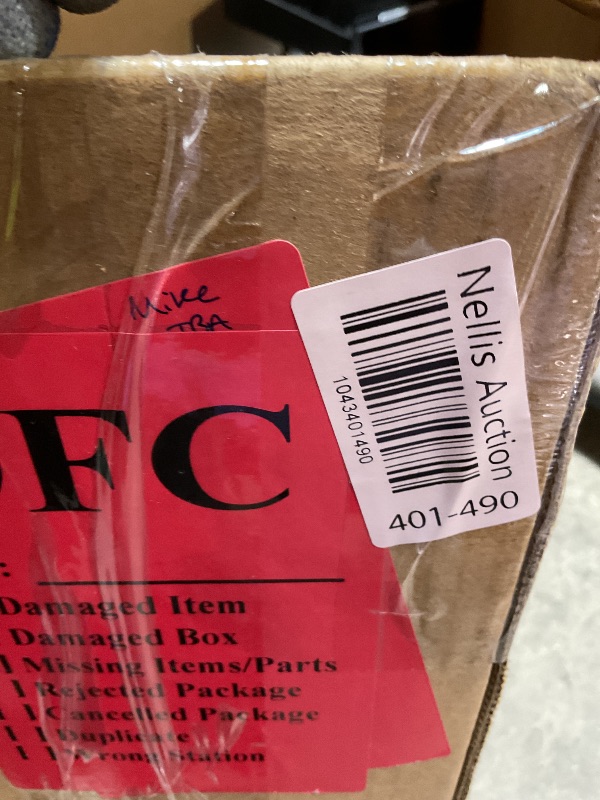 Mike
TBA
FC
:
Damaged Item
Damaged Box
Missing Items/Parts
Rejected Package
Cancelled Package
Duplicate
Wrong Station
Nellis Auction
1043401490
401-490